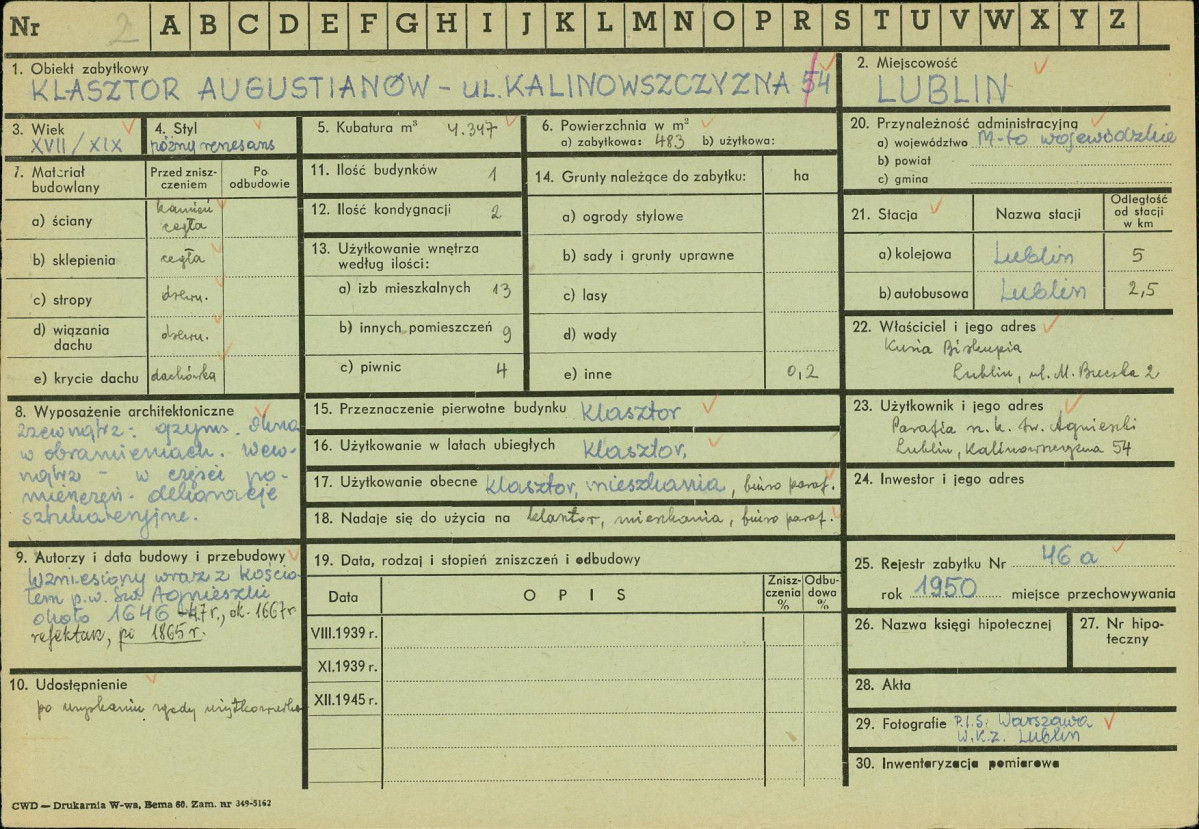 Nr 2 A B C D E F G H I J K L M N O P R S T U V W X Y Z
1. Obiekt zabytkowy
KLASZTOR AUGUSTIANÓW - UL. KALINOWSZCZYZNA 54
2. Miejscowość
LUBLIN
3. Wiek
XVII/XIX
4. Styl
późny renesans
5. Kubatura m³ 4.347
6. Powierzchnia w m²
a) zabytkowa: 483 b) użytkowa:
7. Materiał budowlany
Przed zniszczeniem
Po odbudowie
a) ściany kamień cegła
b) sklepienia cegła
c) stropy drewn.
d) wiązania dachu drewn.
e) krycie dachu dachówka
8. Wyposażenie architektoniczne
zzewnątrz: gzyms. Okna
w obramieniach. Wew-
nątrz - w części po-
mieszczeń - dekoracje
sztukateryjne.
9. Autorzy i data budowy i przebudowy
Wzniesiony wraz z kościo-
łem p.w. Św. Agnieszki
około 1646-47r., ok. 1667r
refektarz, po 1865 r.
10. Udostępnienie
po uzyskaniu zgody użytkownika
11. Ilość budynków 1
12. Ilość kondygnacji 2
13. Użytkowanie wnętrza
według ilości:
a) izb mieszkalnych 13
b) innych pomieszczeń 9
c) piwnic 4
14. Grunty należące do zabytku: ha
a) ogrody stylowe
b) sady i grunty uprawne
c) lasy
d) wody
e) inne 0,2
15. Przeznaczenie pierwotne budynku Klasztor
16. Użytkowanie w latach ubiegłych Klasztor,
17. Użytkowanie obecne klasztor, mieszkania, biuro paraf.
18. Nadaje się do użycia na klasztor, mieszkania, biuro paraf.
19. Data, rodzaj i stopień zniszczeń i odbudowy
Data
OPIS
Zniszczenia %
Odbudowa %
VIII.1939 r.
XI.1939 r.
XII.1945 r.
20. Przynależność administracyjna
a) województwo M-to wojewódzkie
b) powiat
c) gmina
21. Stacja
Nazwa stacji
Odległość
od stacji
w km
a) kolejowa Lublin 5
b) autobusowa Lublin 2,5
22. Właściciel i jego adres
Kuria Biskupia
Lublin, ul. M. Buczka 2
23. Użytkownik i jego adres
Parafia r. k. św. Agnieszki
Lublin, Kalinowszczyzna 54
24. Inwestor i jego adres
25. Rejestr zabytku Nr 46a
rok 1950 miejsce przechowywania
26. Nazwa księgi hipotecznej
27. Nr hipo-
teczny
28. Akta
29. Fotografie P.I.S. Warszawa
W.K.Z. Lublin
30. Inwentaryzacja pomiarowa
CWD — Drukarnia W-wa, Bema 60. Zam. nr 349-5162